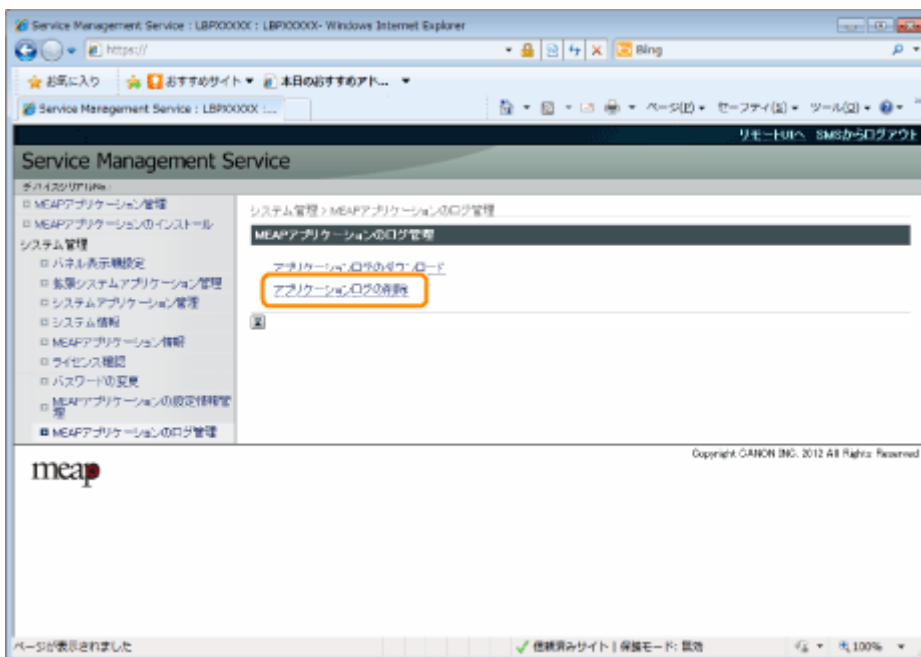 Service Management Service : LBPXXXXX : LBPXXXXX- Windows Internet Explorer
https://
Bing
お気に入り おすすめサイト 本日のおすすめアド...
Service Management Service : LBPXXXXX :...
ページ(P) セーフティ(S) ツール(O)
リモートUIへ SMSからログアウト
Service Management Service
デバイスシリアルNo.:
MEAPアプリケーション管理
MEAPアプリケーションのインストール
システム管理
パネル表示親設定
拡張システムアプリケーション管理
システムアプリケーション管理
システム情報
MEAPアプリケーション情報
ライセンス確認
パスワードの変更
MEAPアプリケーションの設定情報管理
MEAPアプリケーションのログ管理
システム管理 > MEAPアプリケーションのログ管理
MEAPアプリケーションのログ管理
アプリケーションログのダウンロード
アプリケーションログの削除
Copyright CANON INC. 2012 All Rights Reserved
meap
ページが表示されました 信頼済みサイト | 保護モード: 無効 100%